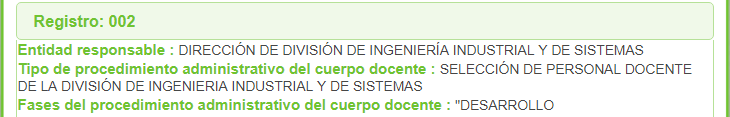 Registro: 002
Entidad responsable : DIRECCIÓN DE DIVISIÓN DE INGENIERÍA INDUSTRIAL Y DE SISTEMAS
Tipo de procedimiento administrativo del cuerpo docente : SELECCIÓN DE PERSONAL DOCENTE
DE LA DIVISIÓN DE INGENIERIA INDUSTRIAL Y DE SISTEMAS
Fases del procedimiento administrativo del cuerpo docente : "DESARROLLO